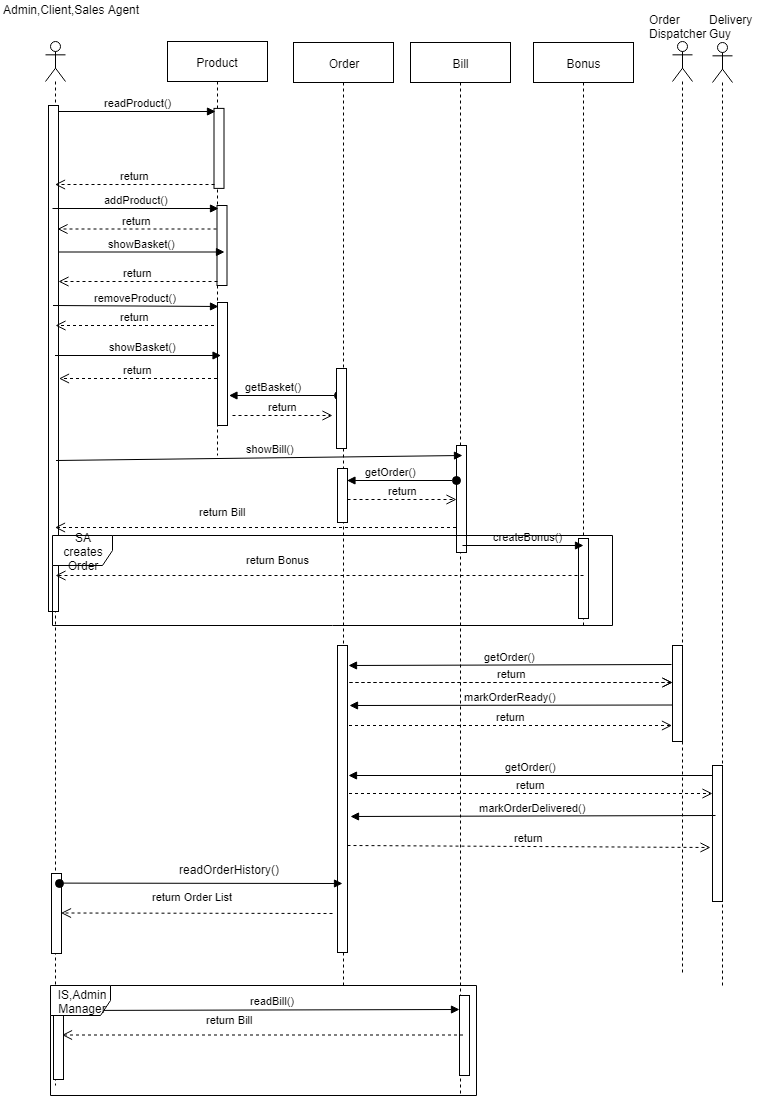 Admin,Client,Sales Agent
Order
Dispatcher
Delivery
Guy
Product
Order
Bill
Bonus
readProduct()
return
addProduct()
return
showBasket()
return
removeProduct()
return
showBasket()
return
getBasket()
return
showBill()
getOrder()
return
return Bill
SA
creates
Order
createBonus()
return Bonus
getOrder()
return
markOrderReady()
return
getOrder()
return
markOrderDelivered()
return
readOrderHistory()
return Order List
IS,Admin
Manager
readBill()
return Bill